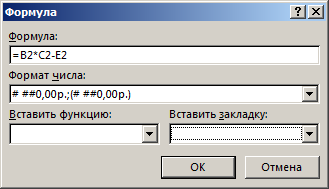 Формула
Формула:
=B2*C2-E2
Формат числа:
# ##0,00р.;(# ##0,00р.)
Вставить функцию: Вставить закладку:
ОК Отмена